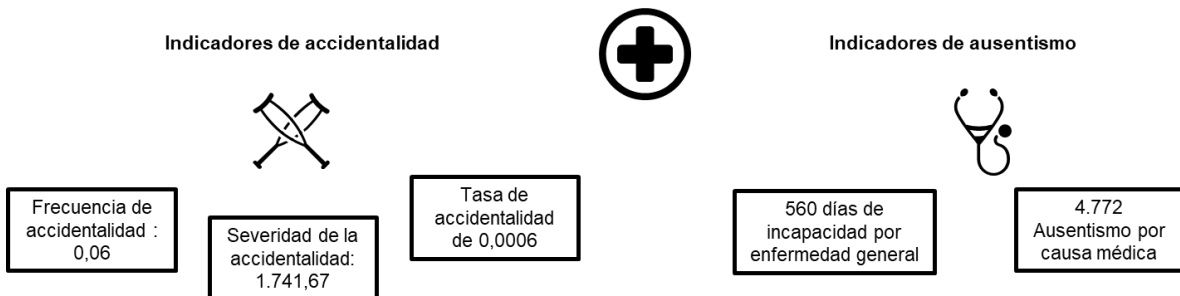 Indicadores de accidentalidad
Indicadores de ausentismo
Frecuencia de
accidentalidad :
0,06
Severidad de la
accidentalidad:
1.741,67
Tasa de
accidentalidad
de 0,0006
560 días de
incapacidad por
enfermedad general
4.772
Ausentismo por
causa médica